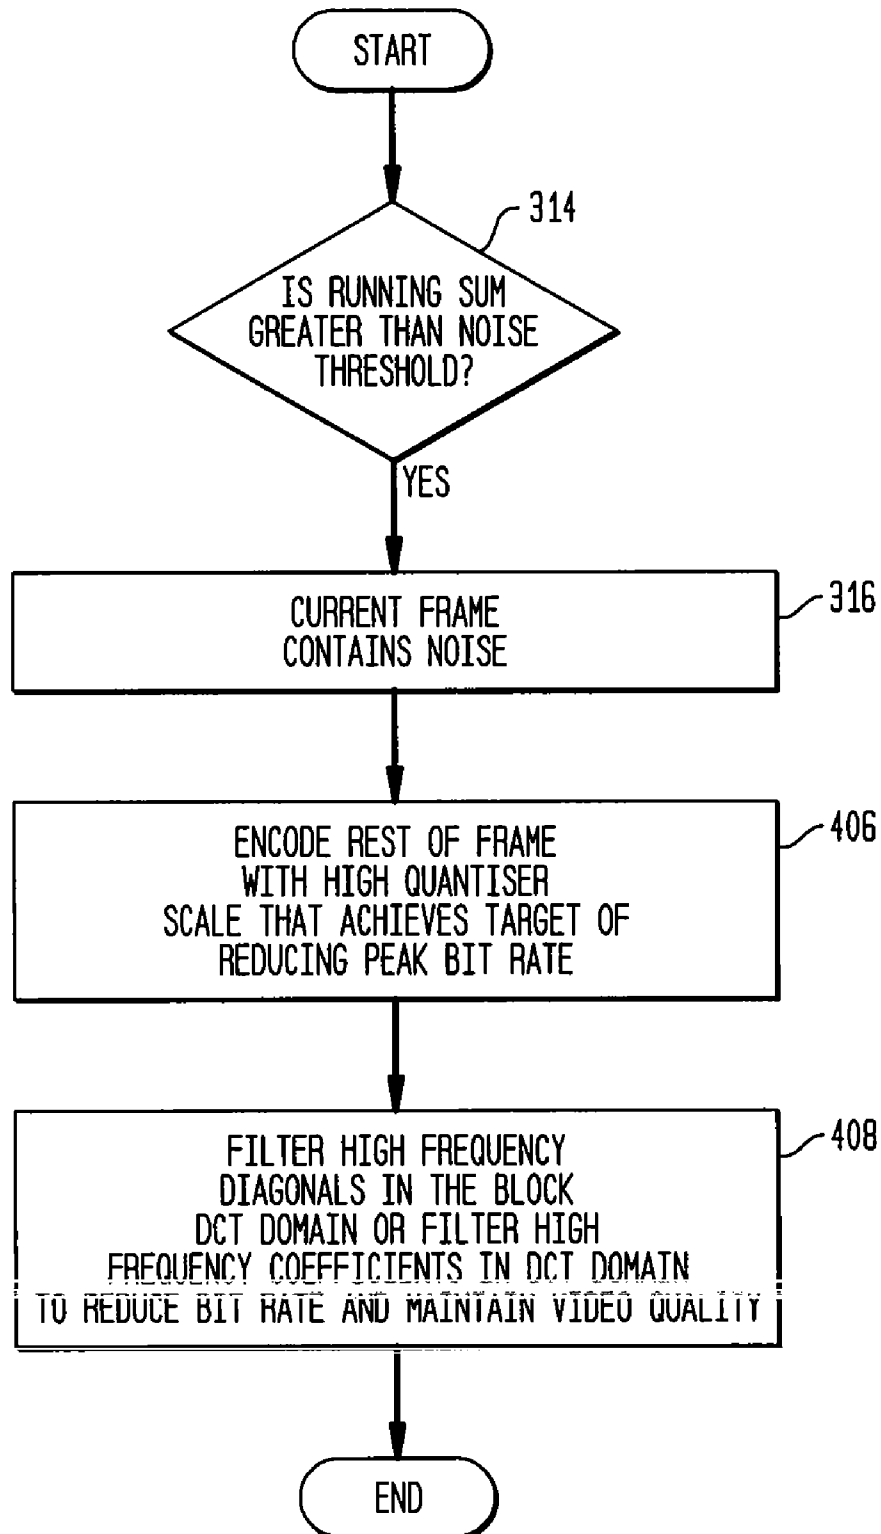 START
314
IS RUNNING SUM
GREATER THAN NOISE
THRESHOLD?
YES
316
CURRENT FRAME
CONTAINS NOISE
406
ENCODE REST OF FRAME
WITH HIGH QUANTISER
SCALE THAT ACHIEVES TARGET OF
REDUCING PEAK BIT RATE
408
FILTER HIGH FREQUENCY
DIAGONALS IN THE BLOCK
DCT DOMAIN OR FILTER HIGH
FREQUENCY COEFFICIENTS IN DCT DOMAIN
TO REDUCE BIT RATE AND MAINTAIN VIDEO QUALITY
END